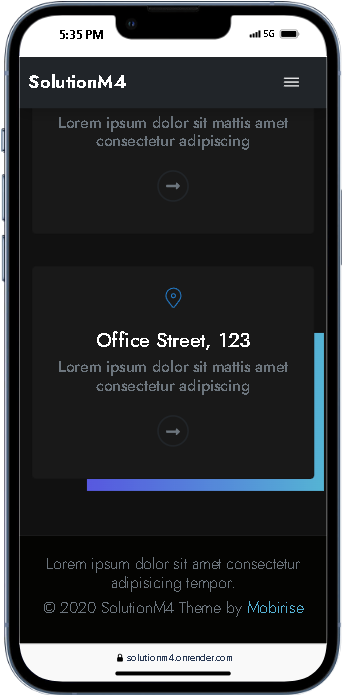 5:35 PM
5G
SolutionM4
Lorem ipsum dolor sit mattis amet
consectetur adipiscing
Office Street, 123
Lorem ipsum dolor sit mattis amet
consectetur adipiscing
Lorem ipsum dolor sit amet consectetur
adipisicing tempor.
© 2020 SolutionM4 Theme by Mobirise
solutionm4.onrender.com